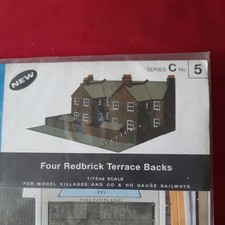 NEW
SERIES C No. 5
Four Redbrick Terrace Backs
1/72nd SCALE
FOR MODEL VILLAGES AND OO & HO GAUGE RAILWAYS